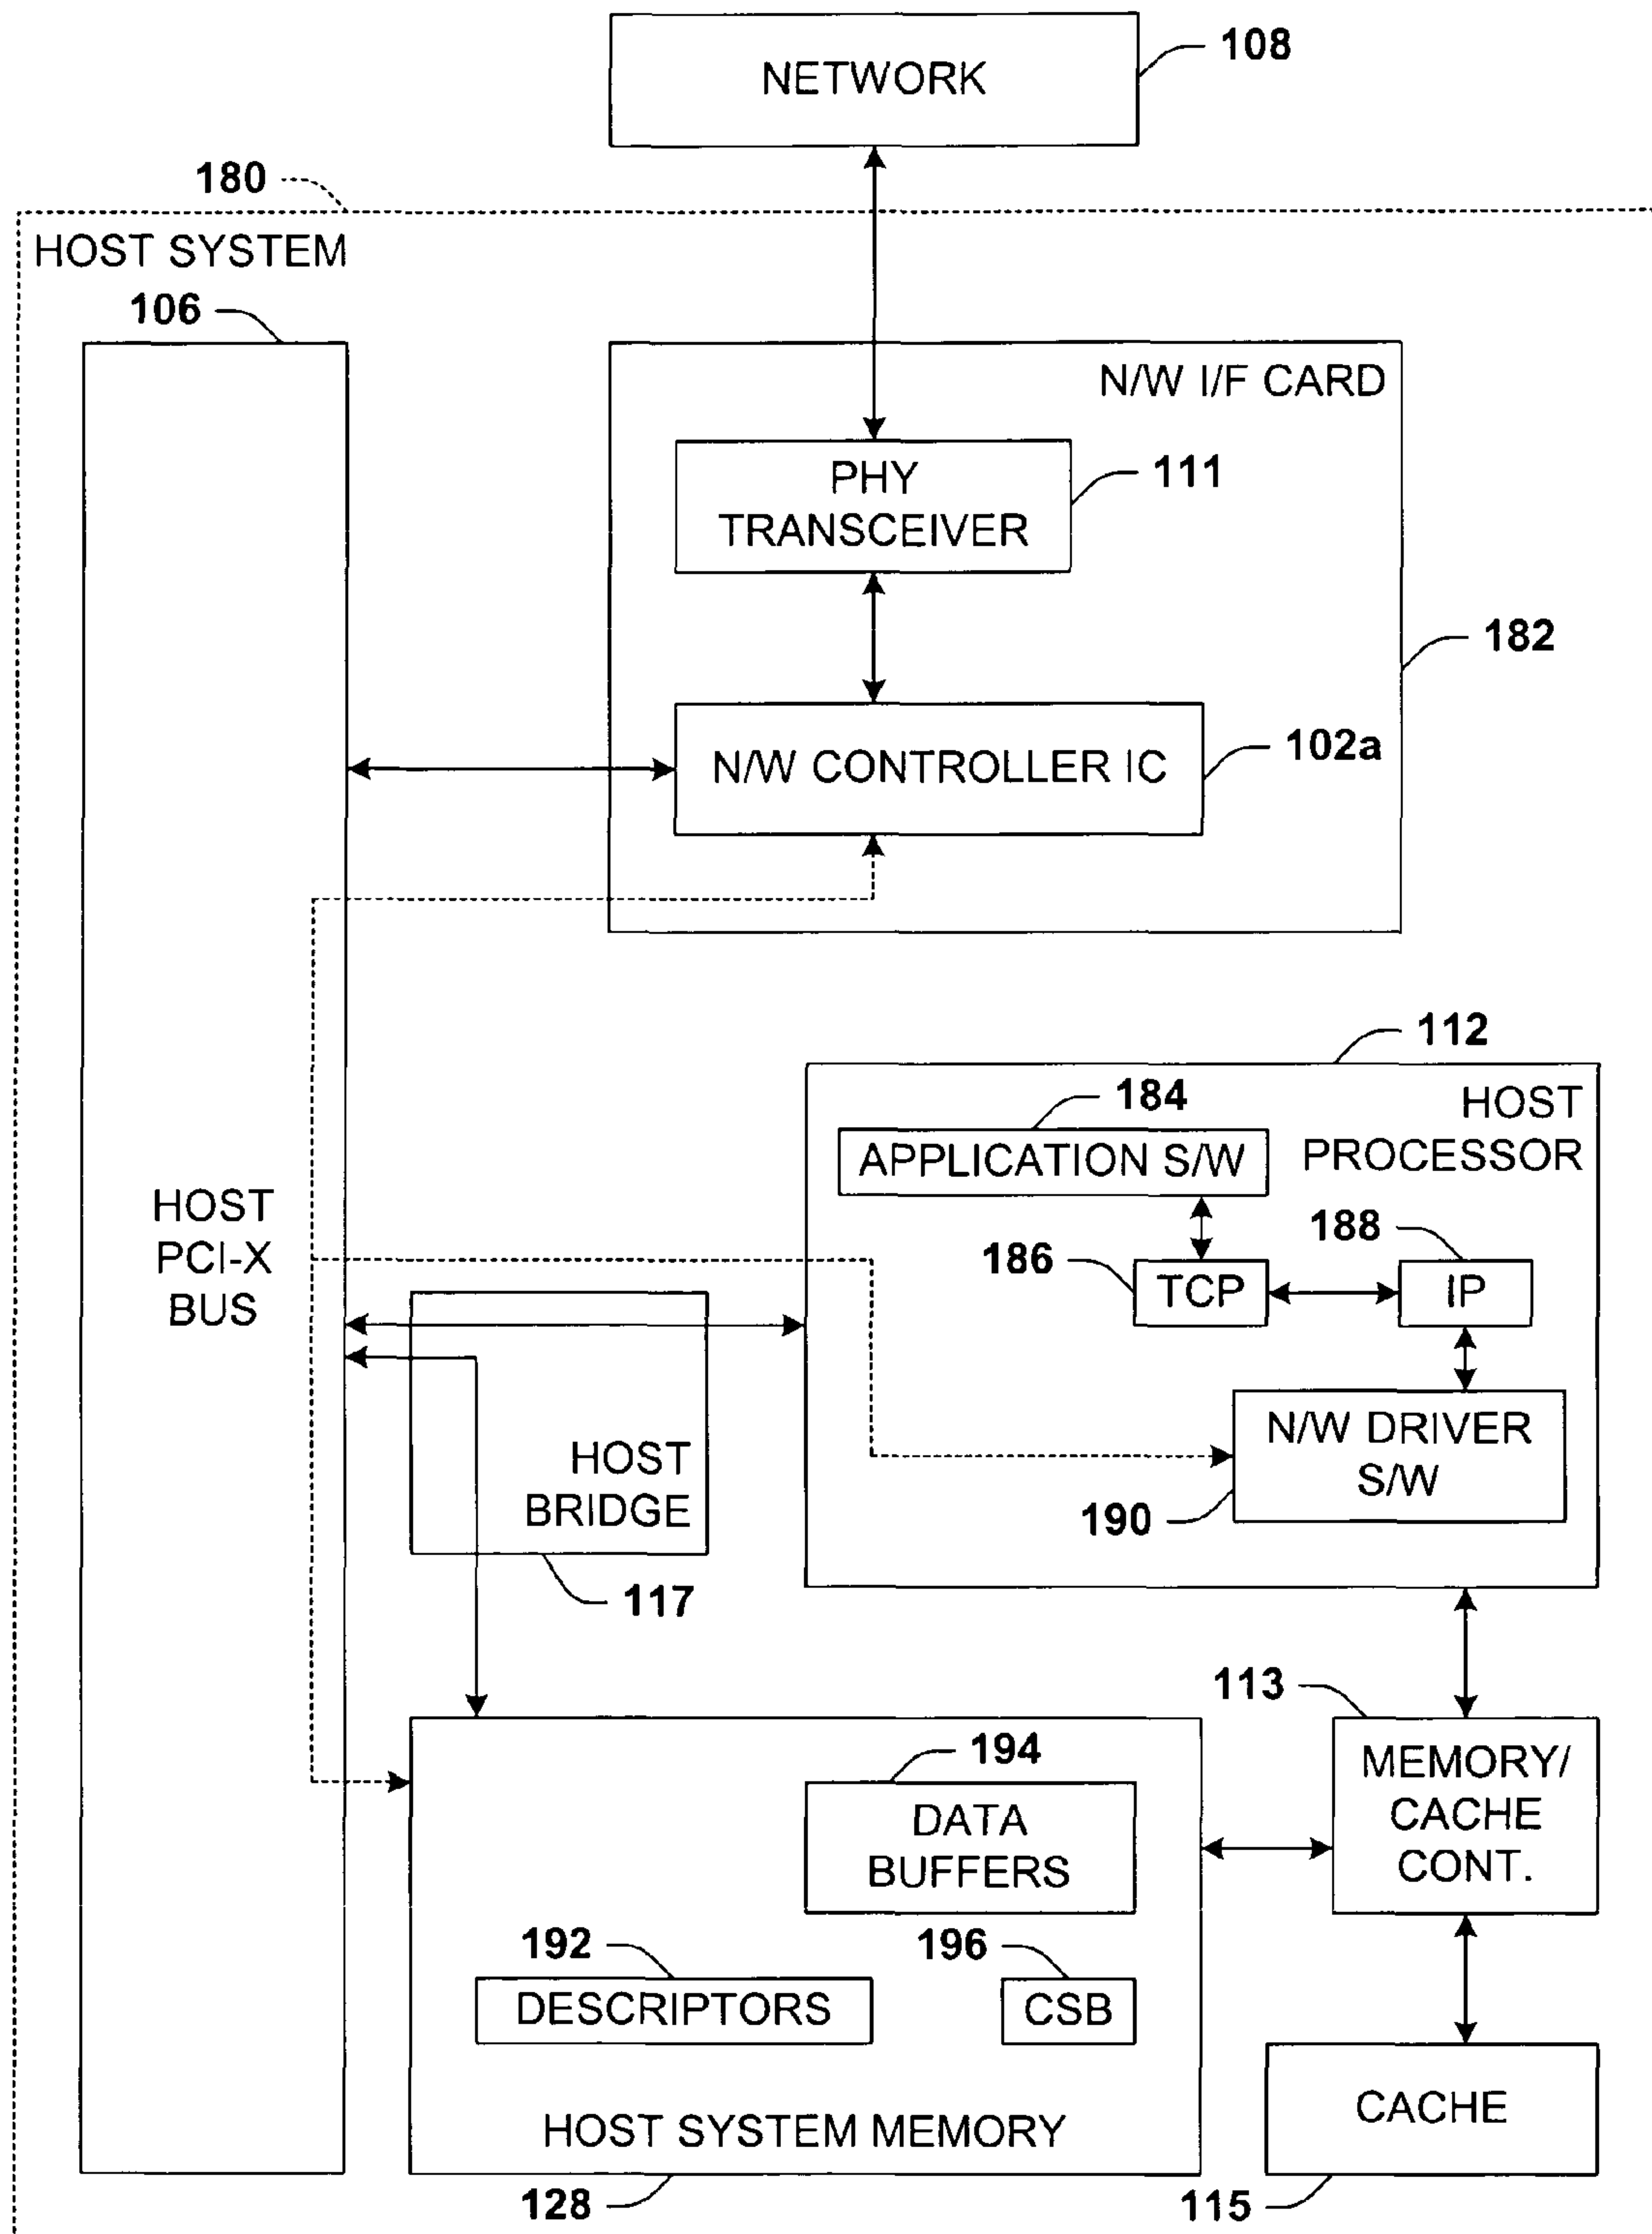 NETWORK
108
180
HOST SYSTEM
106
N/W I/F CARD
PHY
TRANSCEIVER
111
182
N/W CONTROLLER IC
102a
112
184
HOST
PROCESSOR
APPLICATION S/W
188
186
TCP
IP
HOST
PCI-X
BUS
N/W DRIVER
S/W
190
HOST
BRIDGE
117
113
194
MEMORY/
CACHE
CONT.
DATA
BUFFERS
192
196
DESCRIPTORS
CSB
CACHE
HOST SYSTEM MEMORY
128
115